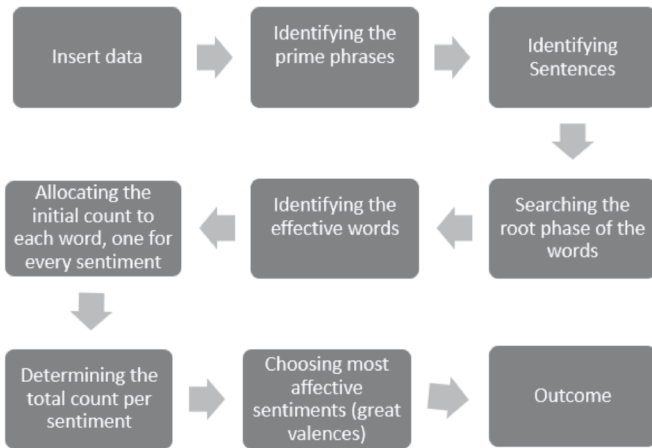 Insert data
Identifying the
prime phrases
Identifying
Sentences
Searching the
root phase of the
words
Identifying the
effective words
Allocating the
initial count to
each word, one for
every sentiment
Determining the
total count per
sentiment
Choosing most
affective
sentiments (great
valences)
Outcome